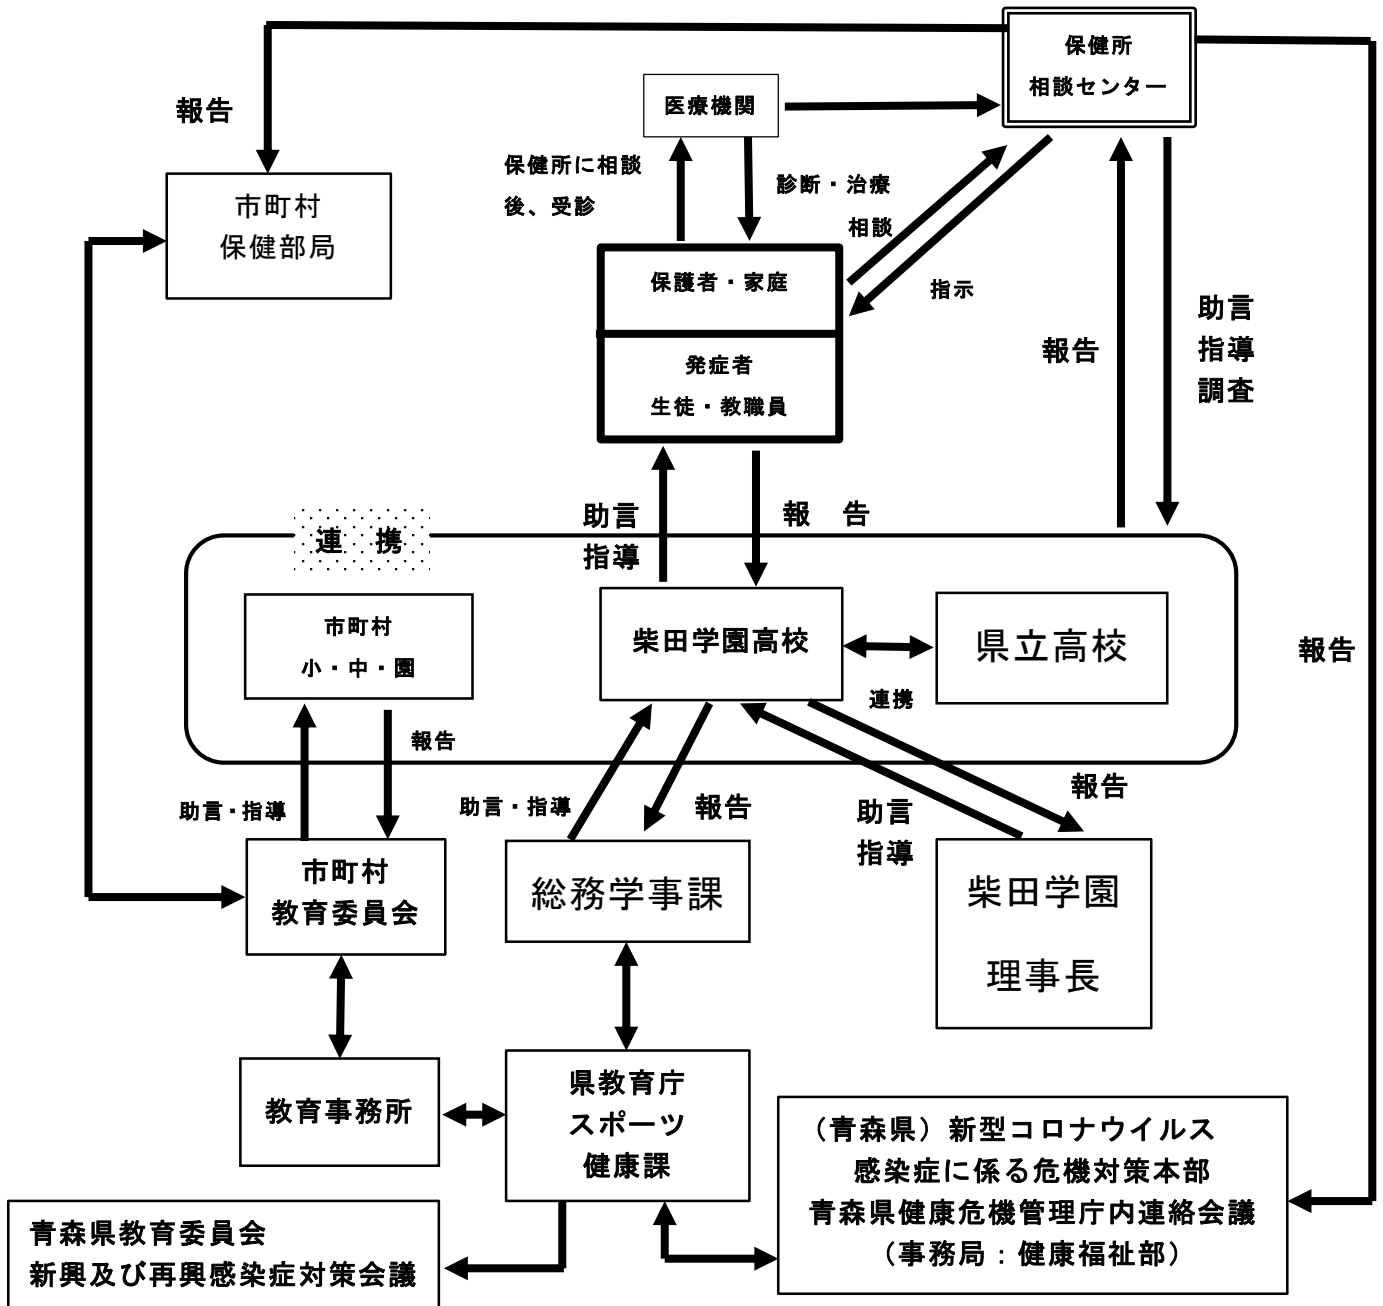 保健所
相談センター
医療機関
報告
保健所に相談
後、受診
診断・治療
相談
市町村
保健部局
保護者・家庭
指示
助言
指導
調査
報告
発症者
生徒・教職員
助言
指導
報　告
連　携
市町村
小・中・園
柴田学園高校
県立高校
報告
連携
報告
助言・指導
助言・指導
報告
助言
指導
報告
市町村
教育委員会
総務学事課
柴田学園
理事長
教育事務所
県教育庁
スポーツ
健康課
（青森県）新型コロナウイルス
感染症に係る危機対策本部
青森県健康危機管理庁内連絡会議
（事務局：健康福祉部）
青森県教育委員会
新興及び再興感染症対策会議